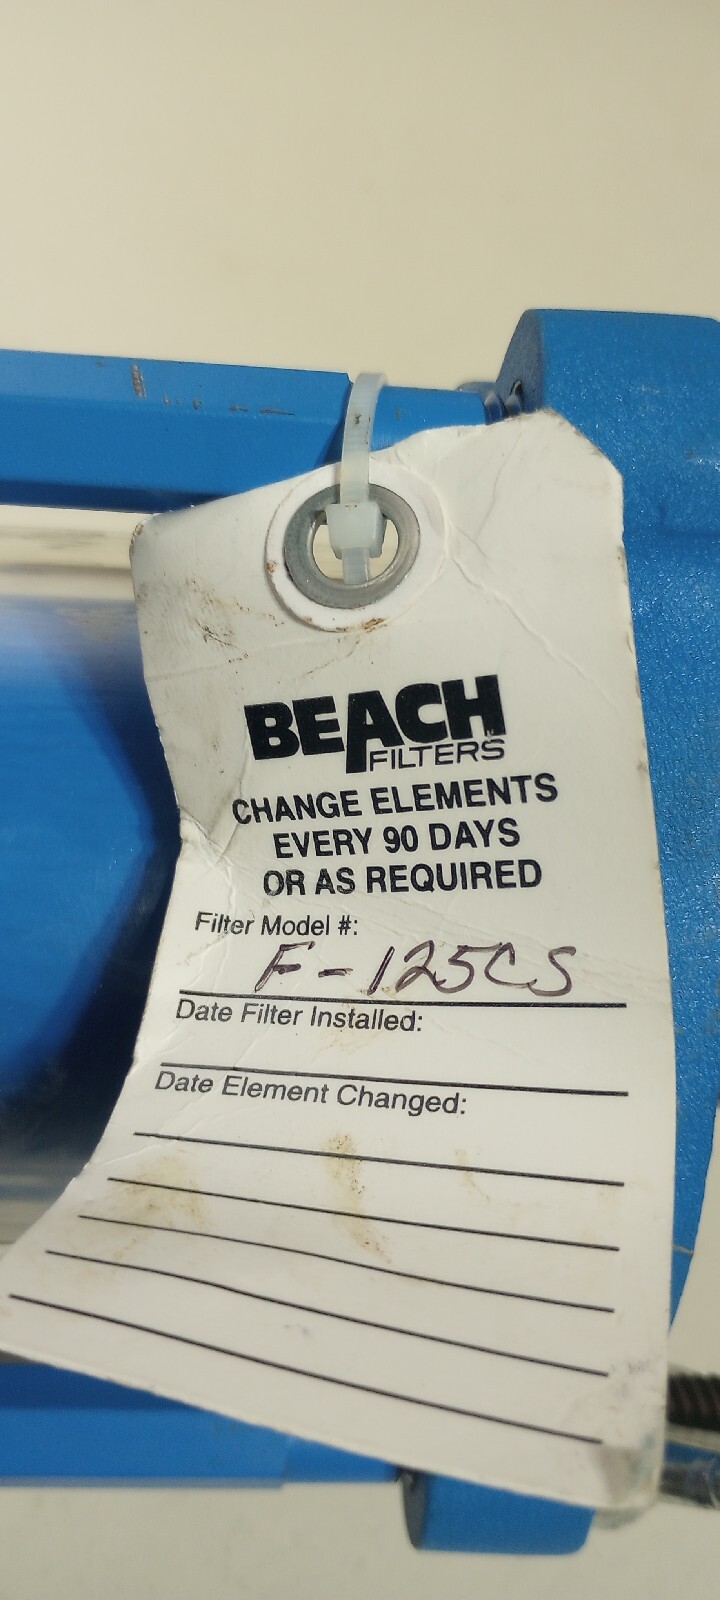 BEACH
FILTERS
CHANGE ELEMENTS
EVERY 90 DAYS
OR AS REQUIRED
Filter Model #:
F-125CS
Date Filter Installed:
Date Element Changed: